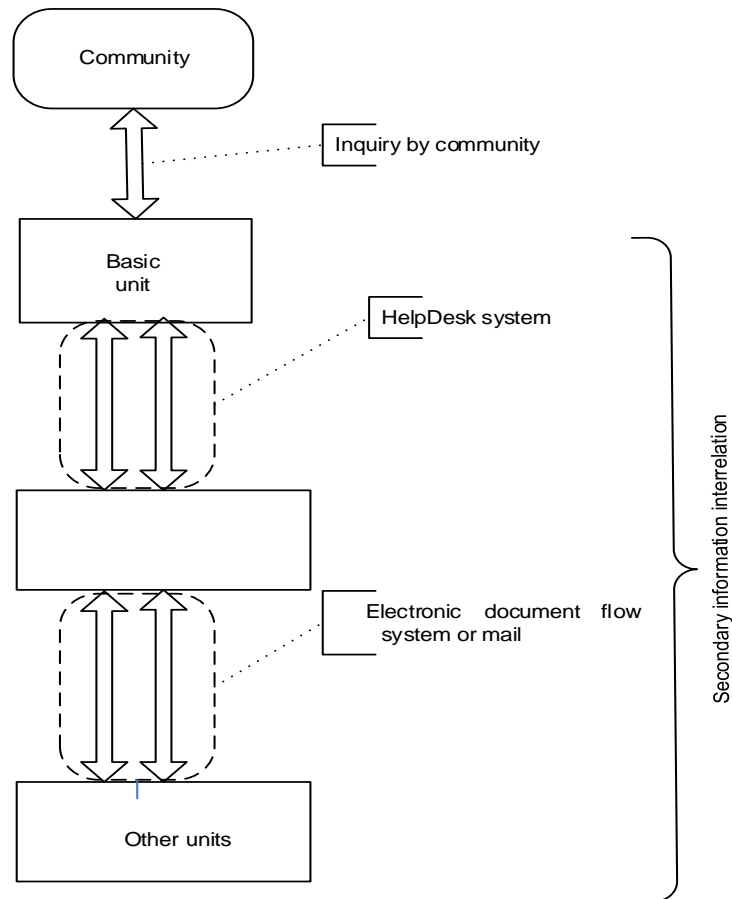 Community
Inquiry by community
Basic
unit
HelpDesk system
Electronic document flow
system or mail
Other units
Secondary information interrelation